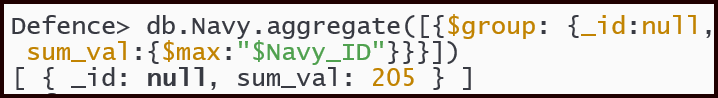 Defence> db.Navy.aggregate([{$group: {_id:null,
sum_val:{$max:"$Navy_ID"}}}])
[ { _id: null, sum_val: 205 } ]